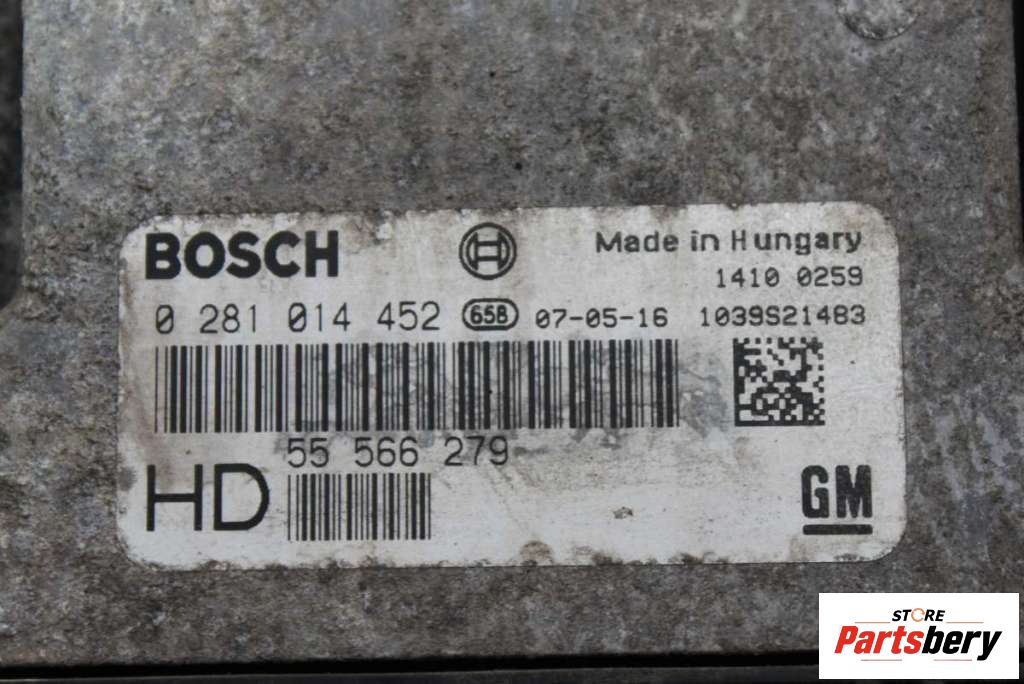 BOSCH
Made in Hungary
1410 0259
0 281 014 452 658 07-05-16 1039S21483
55 566 279
HD
GM
STORE
Partsbery